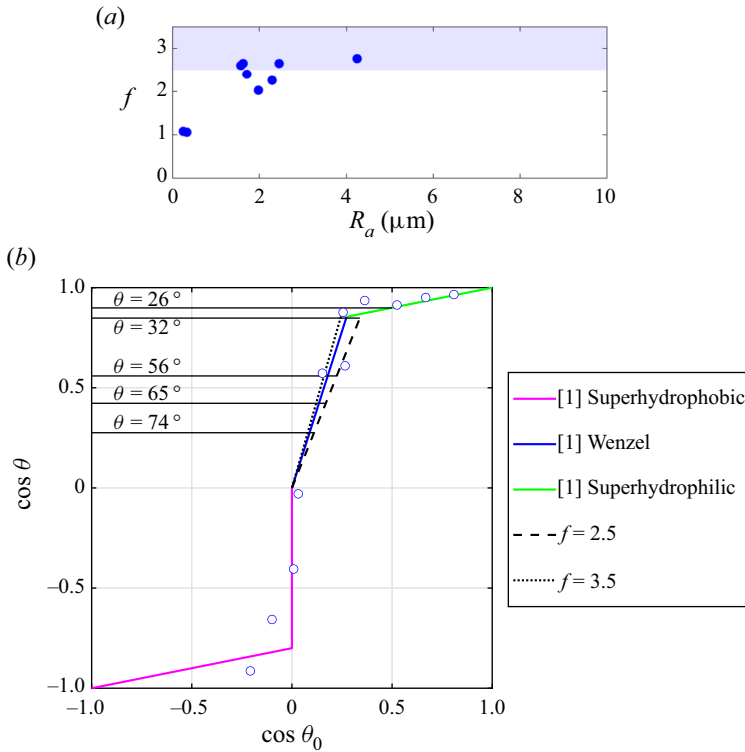 (a)
3
2
1
0
f
0
2
4
6
8
10
R_a (μm)
(b)
1.0
0.5
0
−0.5
−1.0
cos θ
θ = 26°
θ = 32°
θ = 56°
θ = 65°
θ = 74°
−1.0
−0.5
0
0.5
1.0
cos θ_0
[1] Superhydrophobic
[1] Wenzel
[1] Superhydrophilic
f = 2.5
f = 3.5